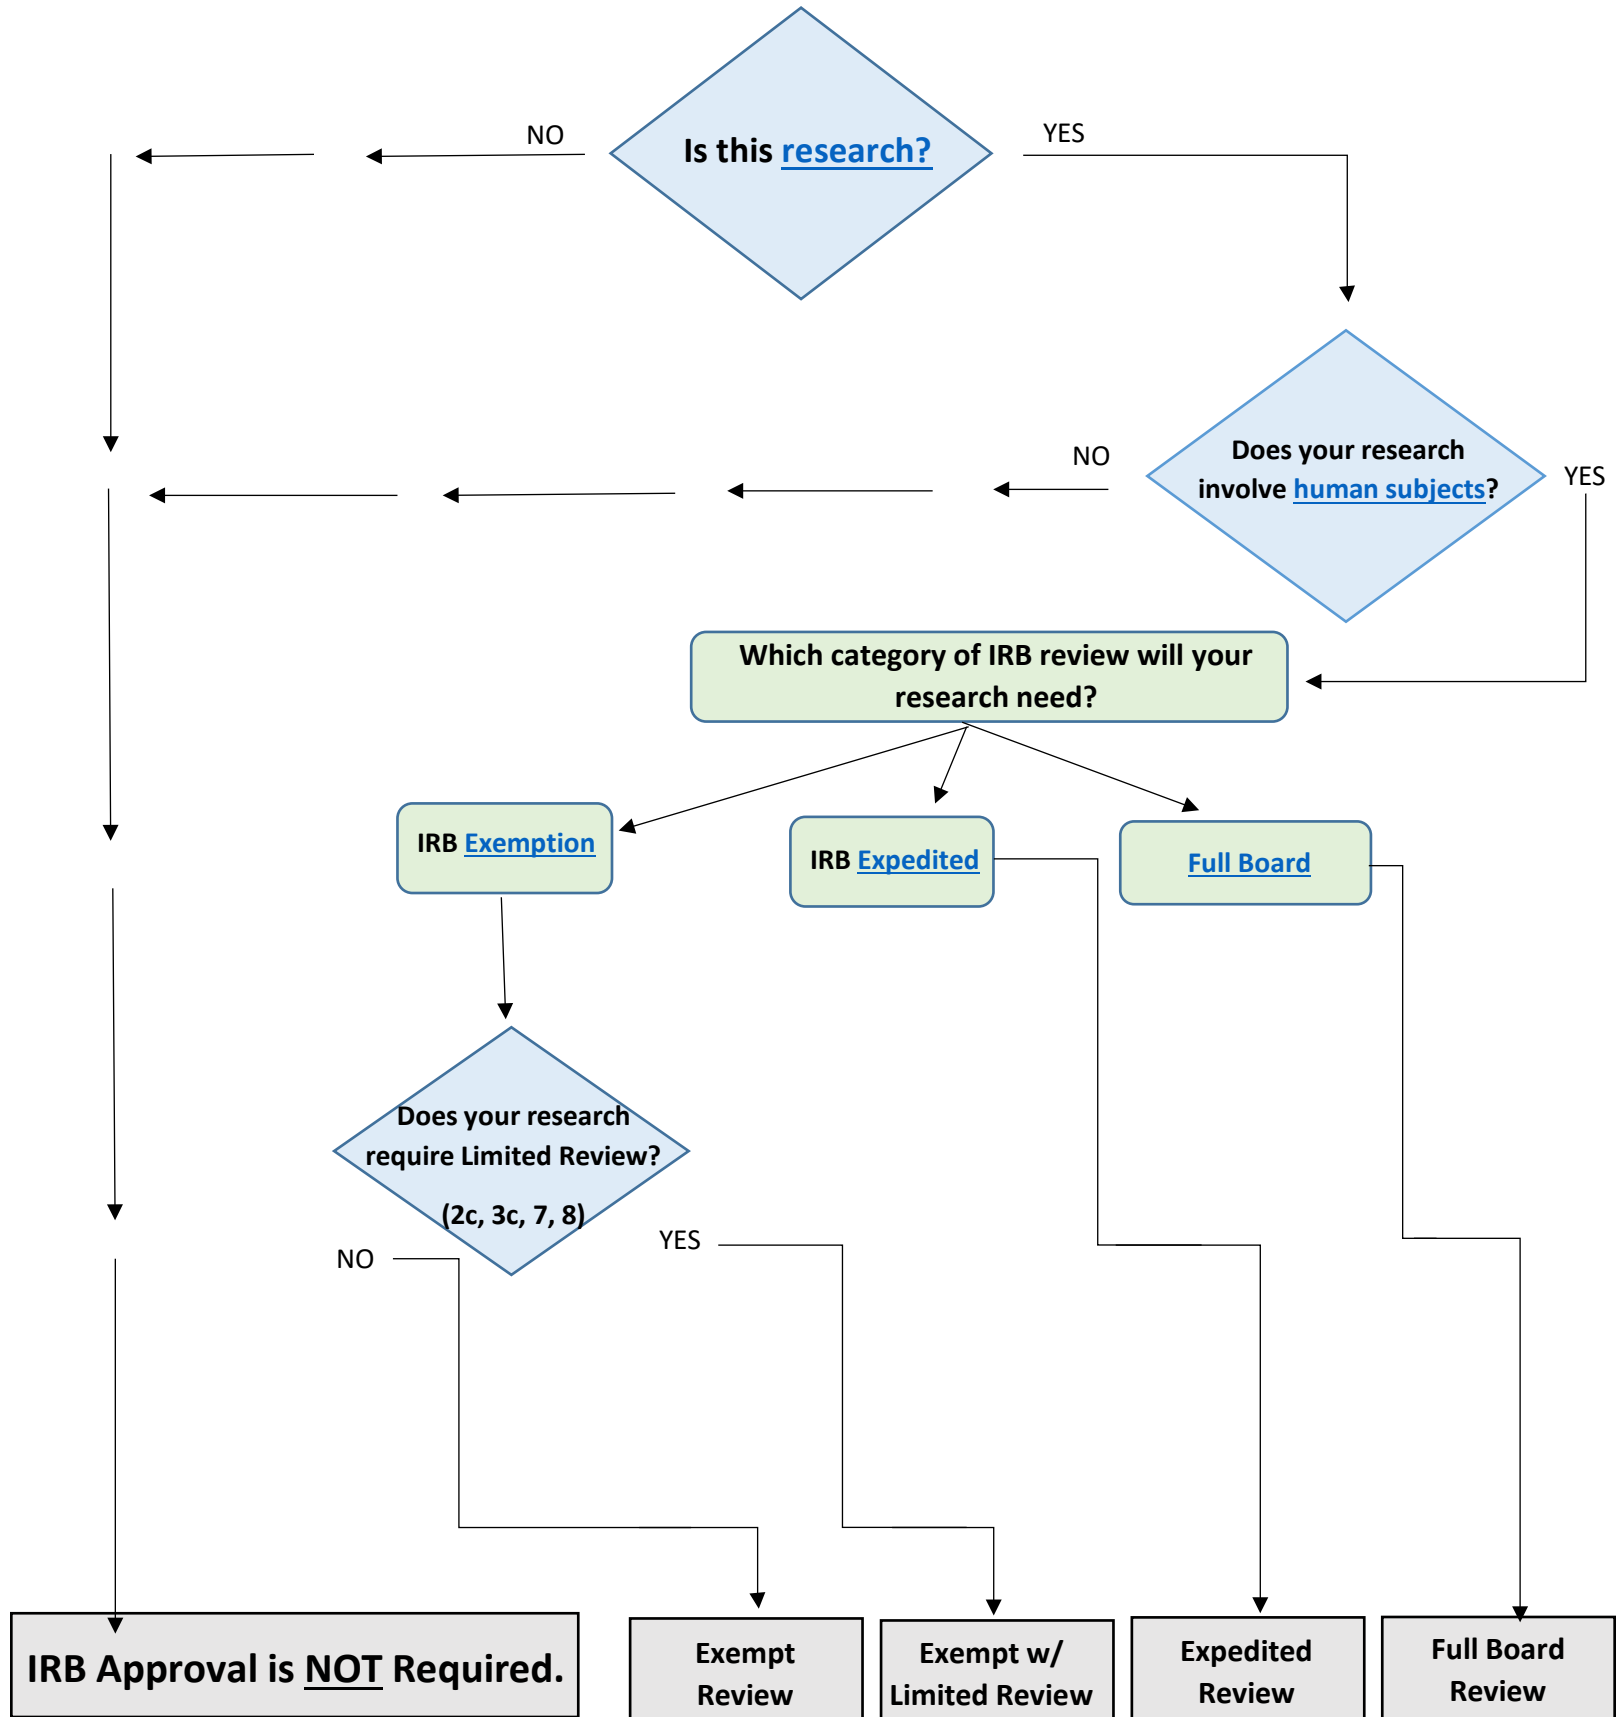 NO
YES
Is this research?
NO
Does your research
involve human subjects?
YES
Which category of IRB review will your
research need?
IRB Exemption
IRB Expedited
Full Board
Does your research
require Limited Review?
(2c, 3c, 7, 8)
NO
YES
IRB Approval is NOT Required.
Exempt
Review
Exempt w/
Limited Review
Expedited
Review
Full Board
Review